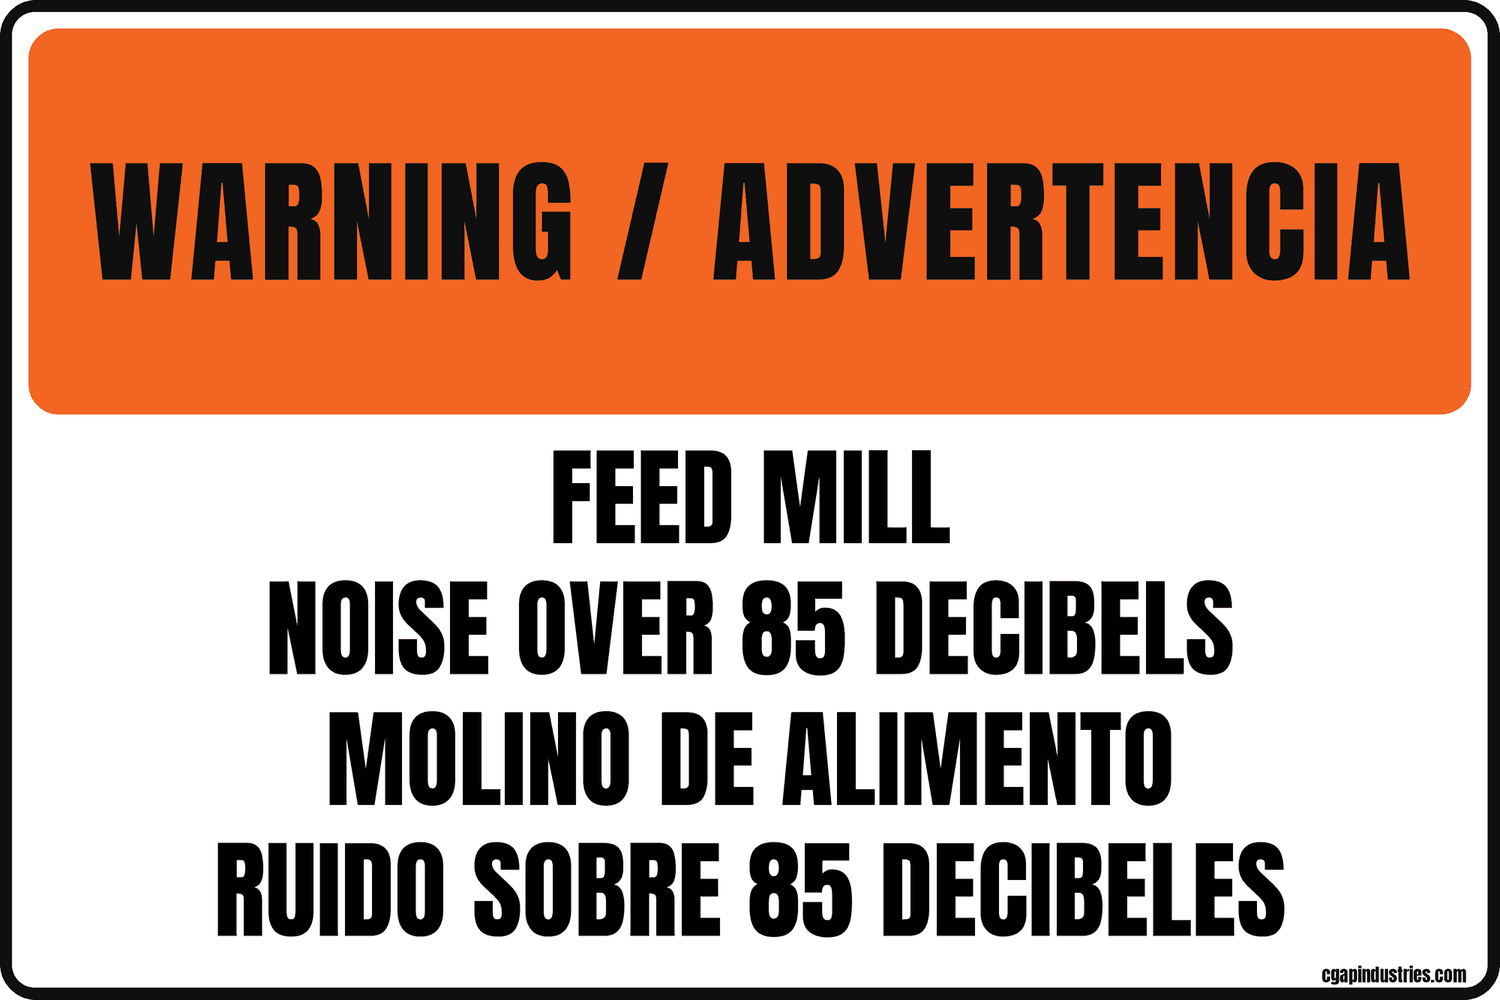 WARNING / ADVERTENCIA
FEED MILL
NOISE OVER 85 DECIBELS
MOLINO DE ALIMENTO
RUIDO SOBRE 85 DECIBELES
cgapindustries.com